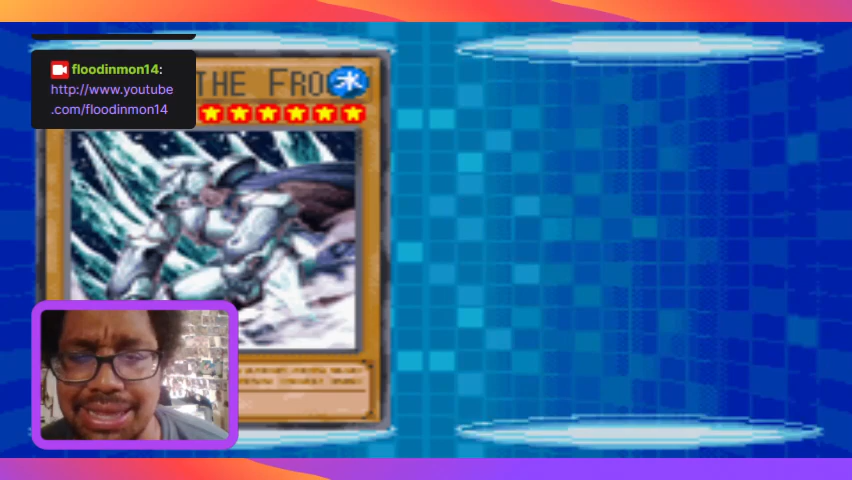 THE FRO
水
floodinmon14:
http://www.youtube
.com/floodinmon14